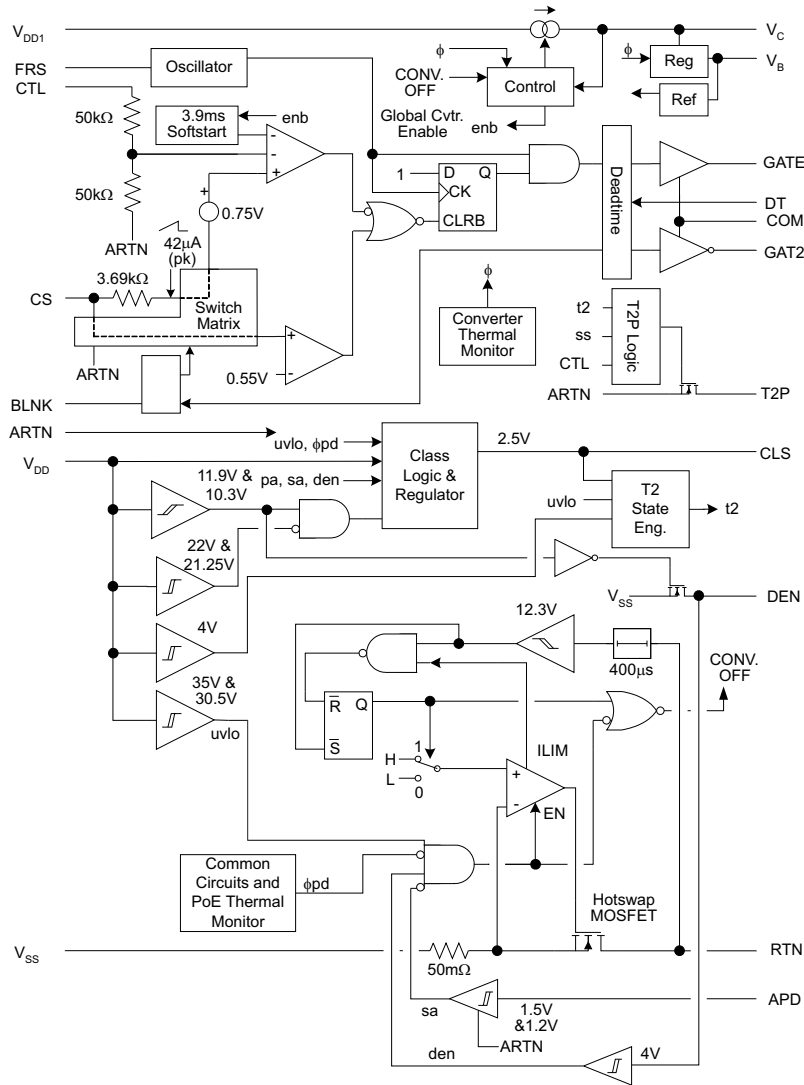 V_DD1
V_C
FRS
Oscillator
ϕ
CONV.
OFF
Control
ϕ
Reg
V_B
Ref
CTL
50kΩ
3.9ms
Softstart
enb
Global Cvtr.
Enable
enb
-
-
+
1
D
Q
CK
CLRB
Deadtime
GATE
DT
COM
GAT2
50kΩ
+
0.75V
ARTN
42µA
(pk)
3.69kΩ
CS
Switch
Matrix
ϕ
Converter
Thermal
Monitor
t2
ss
CTL
T2P Logic
ARTN
+
-
0.55V
ARTN
T2P
BLNK
ARTN
uvlo, ϕpd
V_DD
pa, sa, den
Class
Logic &
Regulator
2.5V
CLS
11.9V &
10.3V
uvlo
T2
State
Eng.
t2
22V &
21.25V
V_SS
DEN
4V
12.3V
400µs
CONV.
OFF
35V &
30.5V
uvlo
R
Q
S
H
1
L
0
+
-
ILIM
EN
Common
Circuits and
PoE Thermal
Monitor
ϕpd
Hotswap
MOSFET
V_SS
50mΩ
RTN
sa
1.5V
&1.2V
APD
ARTN
den
4V